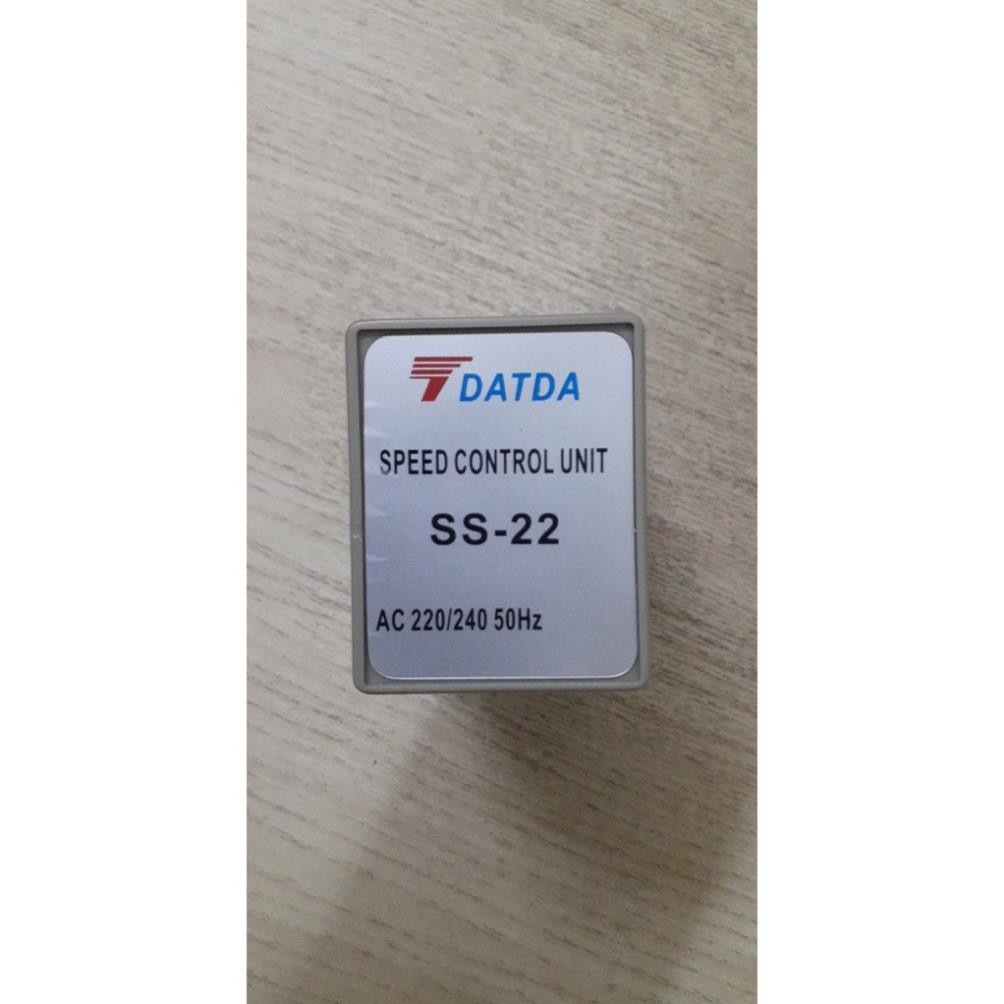 DATDA
SPEED CONTROL UNIT
SS-22
AC 220/240 50Hz